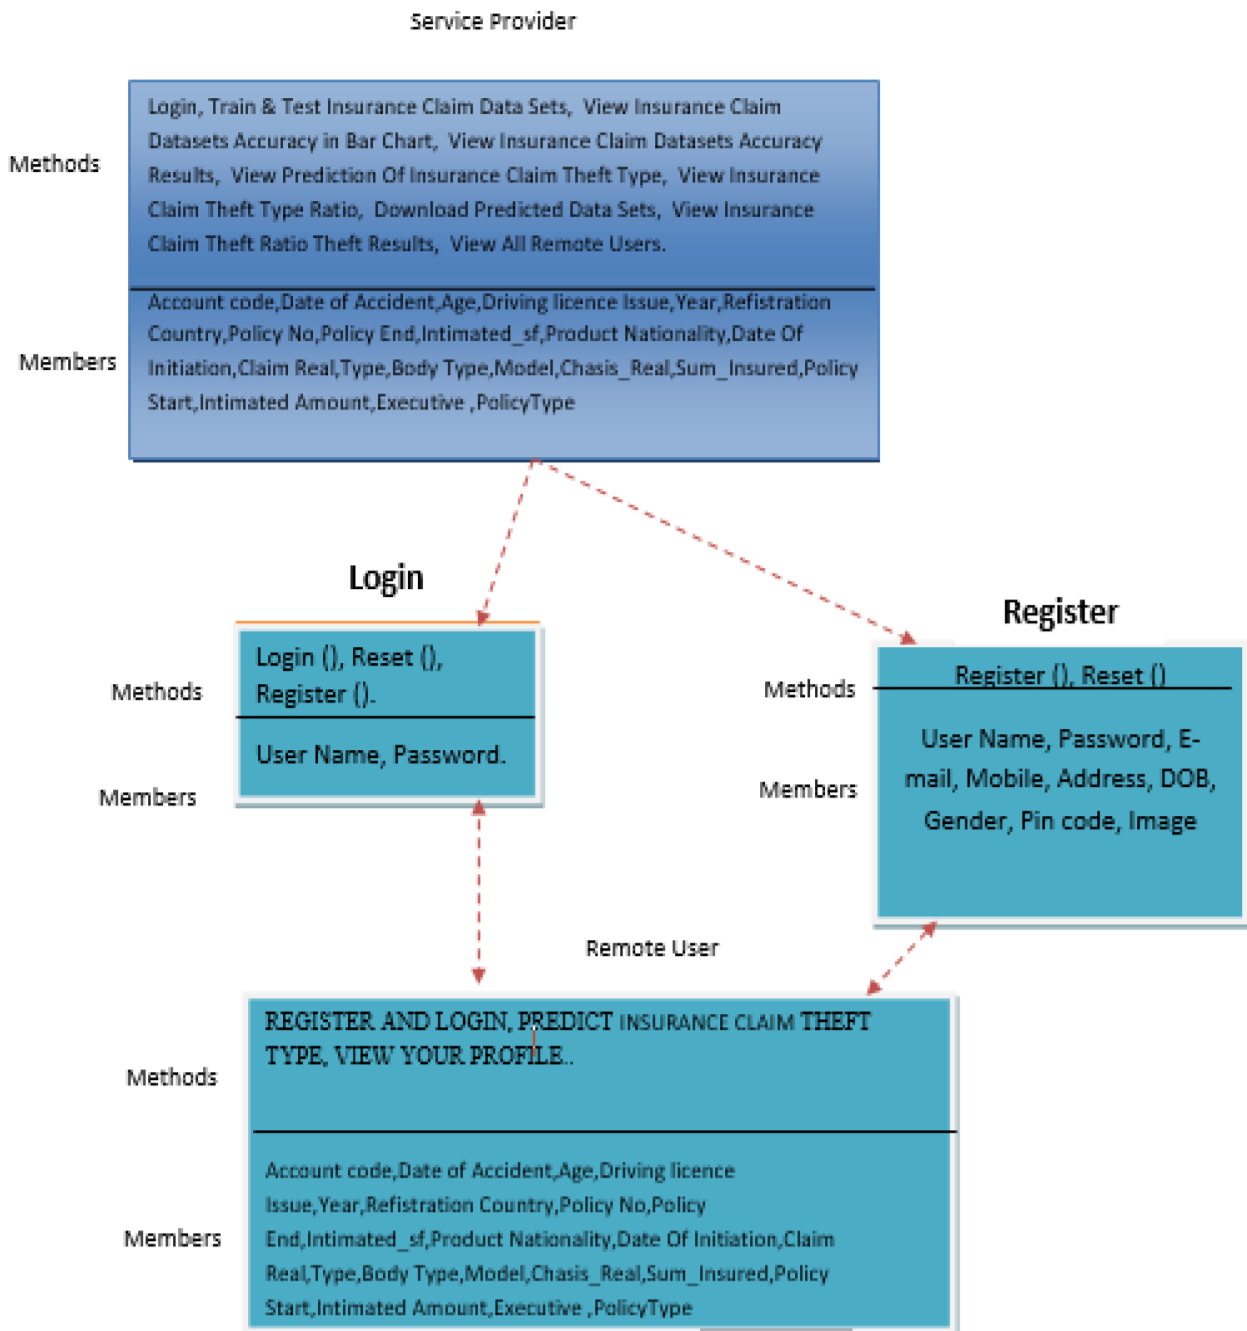 Service Provider
Methods
Login, Train & Test Insurance Claim Data Sets, View Insurance Claim
Datasets Accuracy in Bar Chart, View Insurance Claim Datasets Accuracy
Results, View Prediction Of Insurance Claim Theft Type, View Insurance
Claim Theft Type Ratio, Download Predicted Data Sets, View Insurance
Claim Theft Ratio Theft Results, View All Remote Users.
Members
Account code,Date of Accident,Age,Driving licence Issue,Year,Refistration
Country,Policy No,Policy End,Intimated_sf,Product Nationality,Date Of
Initiation,Claim Real,Type,Body Type,Model,Chasis_Real,Sum_Insured,Policy
Start,Intimated Amount,Executive ,PolicyType
Login
Methods
Login (), Reset (),
Register ().
Members
User Name, Password.
Register
Methods
Register (), Reset ()
Members
User Name, Password, E-
mail, Mobile, Address, DOB,
Gender, Pin code, Image
Remote User
Methods
REGISTER AND LOGIN, PREDICT INSURANCE CLAIM THEFT
TYPE, VIEW YOUR PROFILE..
Members
Account code,Date of Accident,Age,Driving licence
Issue,Year,Refistration Country,Policy No,Policy
End,Intimated_sf,Product Nationality,Date Of Initiation,Claim
Real,Type,Body Type,Model,Chasis_Real,Sum_Insured,Policy
Start,Intimated Amount,Executive ,PolicyType